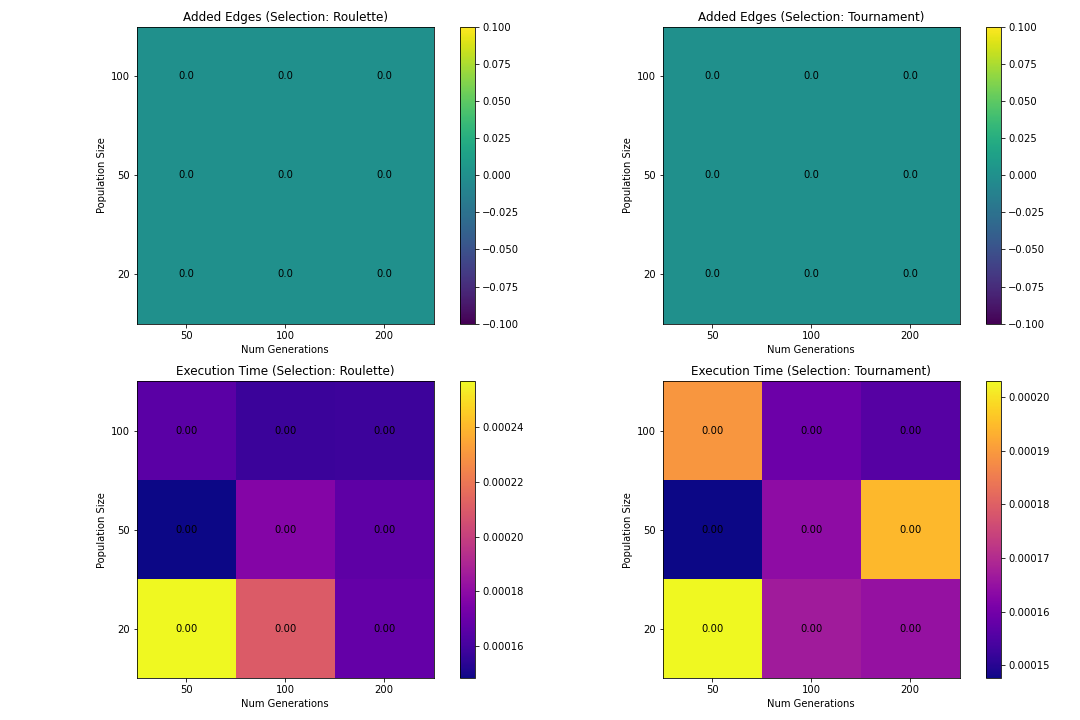 Added Edges (Selection: Roulette)
Population Size
100
50
20
0.0 0.0 0.0
0.0 0.0 0.0
0.0 0.0 0.0
50 100 200
Num Generations
0.100
0.075
0.050
0.025
0.000
−0.025
−0.050
−0.075
−0.100
Added Edges (Selection: Tournament)
Population Size
100
50
20
0.0 0.0 0.0
0.0 0.0 0.0
0.0 0.0 0.0
50 100 200
Num Generations
0.100
0.075
0.050
0.025
0.000
−0.025
−0.050
−0.075
−0.100
Execution Time (Selection: Roulette)
Population Size
100
50
20
0.00 0.00 0.00
0.00 0.00 0.00
0.00 0.00 0.00
50 100 200
Num Generations
0.00024
0.00022
0.00020
0.00018
0.00016
Execution Time (Selection: Tournament)
Population Size
100
50
20
0.00 0.00 0.00
0.00 0.00 0.00
0.00 0.00 0.00
50 100 200
Num Generations
0.00020
0.00019
0.00018
0.00017
0.00016
0.00015